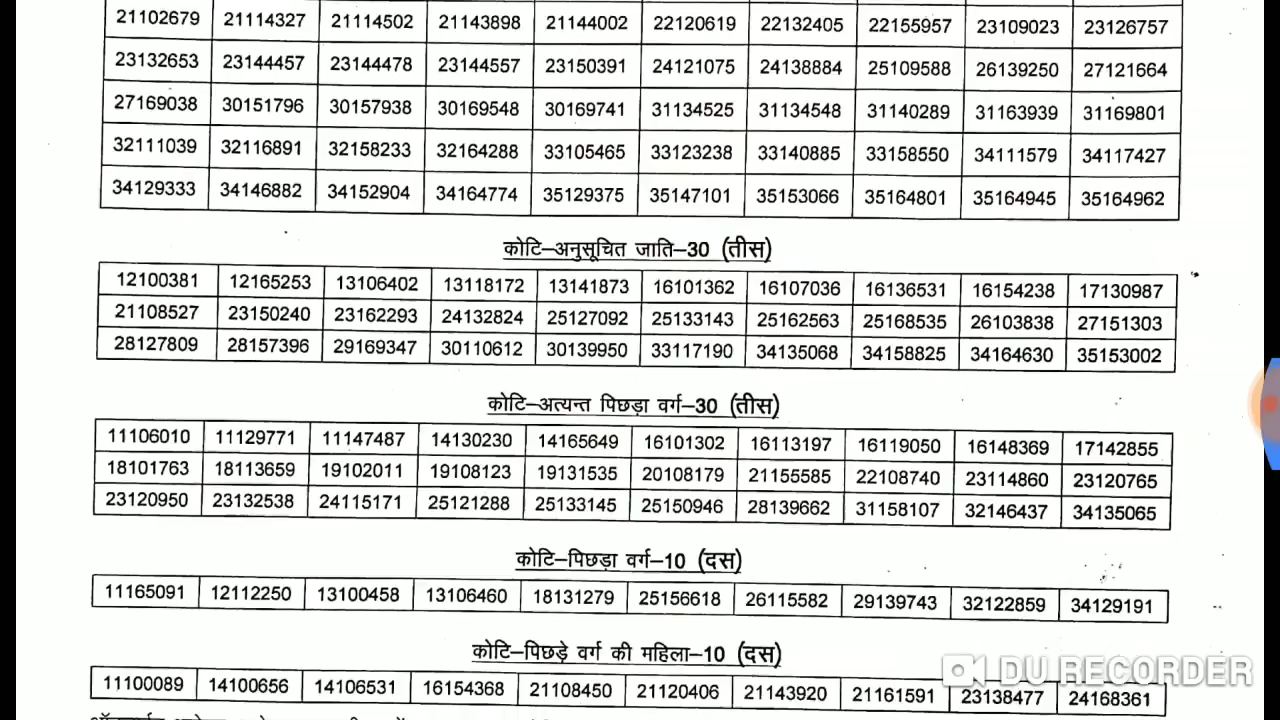 21102679 21114327 21114502 21143898 21144002 22120619 22132405 22155957 23109023 23126757
23132653 23144457 23144478 23144557 23150391 24121075 24138884 25109588 26139250 27121664
27169038 30151796 30157938 30169548 30169741 31134525 31134548 31140289 31163939 31169801
32111039 32116891 32158233 32164288 33105465 33123238 33140885 33158550 34111579 34117427
34129333 34146882 34152904 34164774 35129375 35147101 35153066 35164801 35164945 35164962
कोटि–अनुसूचित जाति–30 (तीस)
12100381 12165253 13106402 13118172 13141873 16101362 16107036 16136531 16154238 17130987
21108527 23150240 23162293 24132824 25127092 25133143 25162563 25168535 26103838 27151303
28127809 28157396 29169347 30110612 30139950 33117190 34135068 34158825 34164630 35153002
कोटि–अत्यन्त पिछड़ा वर्ग–30 (तीस)
11106010 11129771 11147487 14130230 14165649 16101302 16113197 16119050 16148369 17142855
18101763 18113659 19102011 19108123 19131535 20108179 21155585 22108740 23114860 23120765
23120950 23132538 24115171 25121288 25133145 25150946 28139662 31158107 32146437 34135065
कोटि–पिछड़ा वर्ग–10 (दस)
11165091 12112250 13100458 13106460 18131279 25156618 26115582 29139743 32122859 34129191
कोटि–पिछड़े वर्ग की महिला–10 (दस)
11100089 14100656 14106531 16154368 21108450 21120406 21143920 21161591 23138477 24168361
DU RECORDER